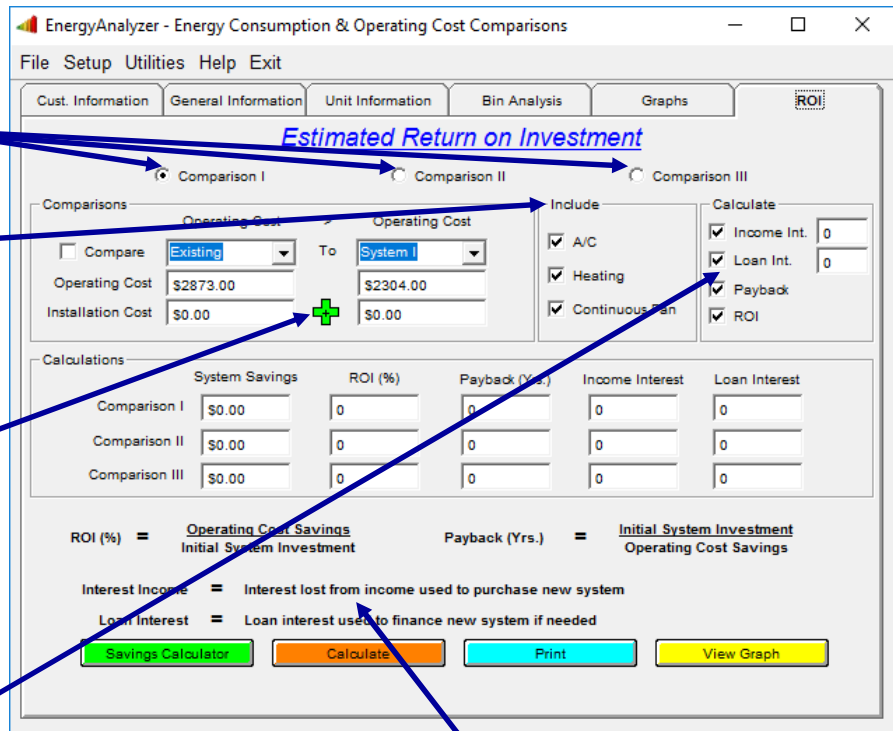 EnergyAnalyzer - Energy Consumption & Operating Cost Comparisons
File Setup Utilities Help Exit
Cust. Information General Information Unit Information Bin Analysis Graphs ROI
Estimated Return on Investment
Comparison I Comparison II Comparison III
Comparisons Include Calculate
Operating Cost > Operating Cost
Compare Existing To System I
Operating Cost $2873.00 $2304.00
Installation Cost $0.00 $0.00
A/C
Heating
Continuous Fan
Income Int. 0
Loan Int. 0
Payback
ROI
Calculations
System Savings ROI (%) Payback (Yrs.) Income Interest Loan Interest
Comparison I $0.00 0 0 0 0
Comparison II $0.00 0 0 0 0
Comparison III $0.00 0 0 0 0
ROI (%) = Operating Cost Savings Payback (Yrs.) = Initial System Investment
Initial System Investment Operating Cost Savings
Interest Income = Interest lost from income used to purchase new system
Loan Interest = Loan interest used to finance new system if needed
Savings Calculator Calculate Print View Graph